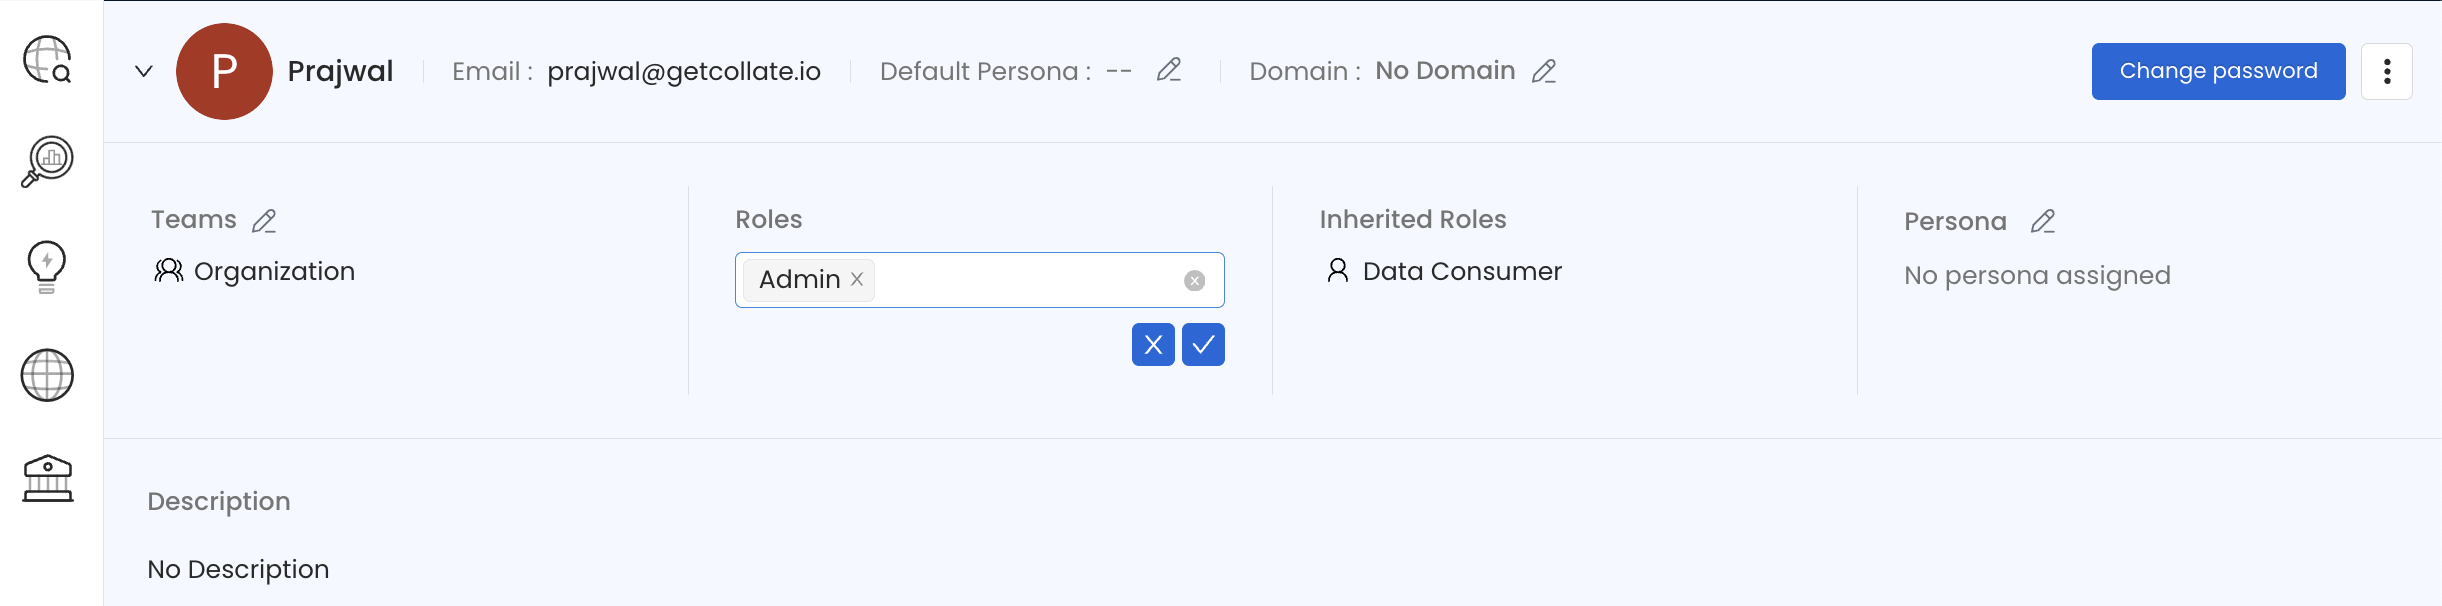 P Prajwal Email : prajwal@getcollate.io Default Persona : -- Domain : No Domain Change password
Teams Roles Inherited Roles Persona
Organization Admin Data Consumer No persona assigned
Description
No Description